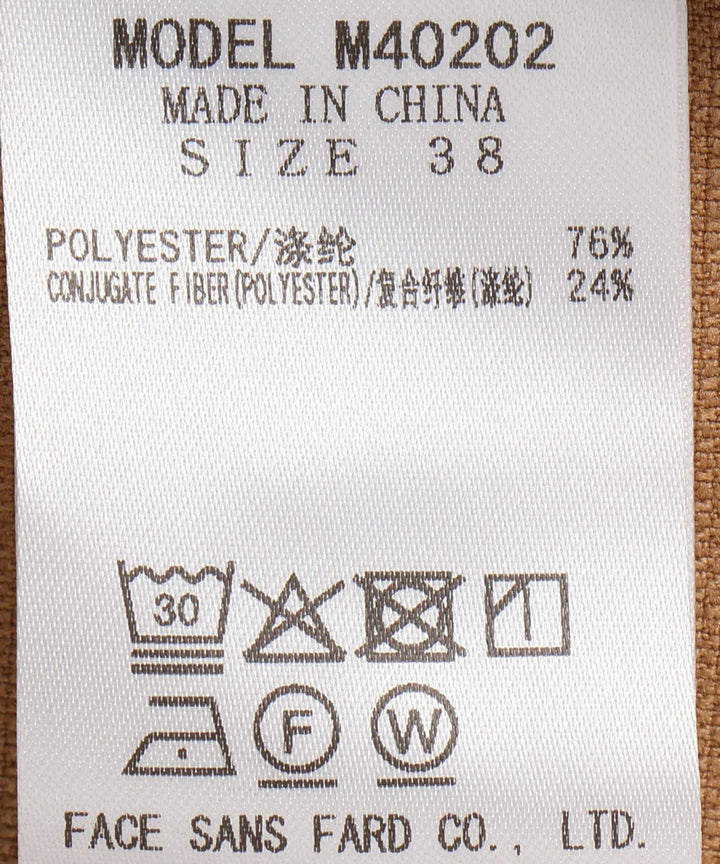 MODEL M40202
MADE IN CHINA
SIZE 38
POLYESTER/涤纶 76%
CONJUGATE FIBER(POLYESTER)/复合纤维(涤纶) 24%
30
F W
FACE SANS FARD CO., LTD.